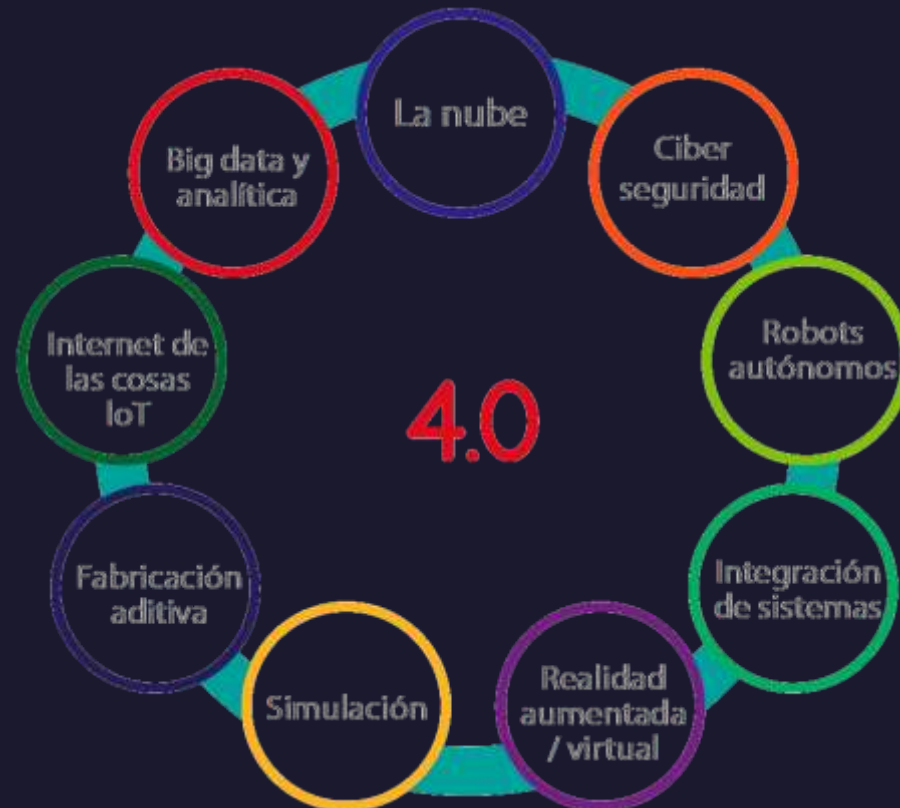 La nube
Ciber
seguridad
Robots
autónomos
Integración
de sistemas
Realidad
aumentada
/ virtual
Simulación
Fabricación
aditiva
Internet de
las cosas
IoT
Big data y
analítica
4.0